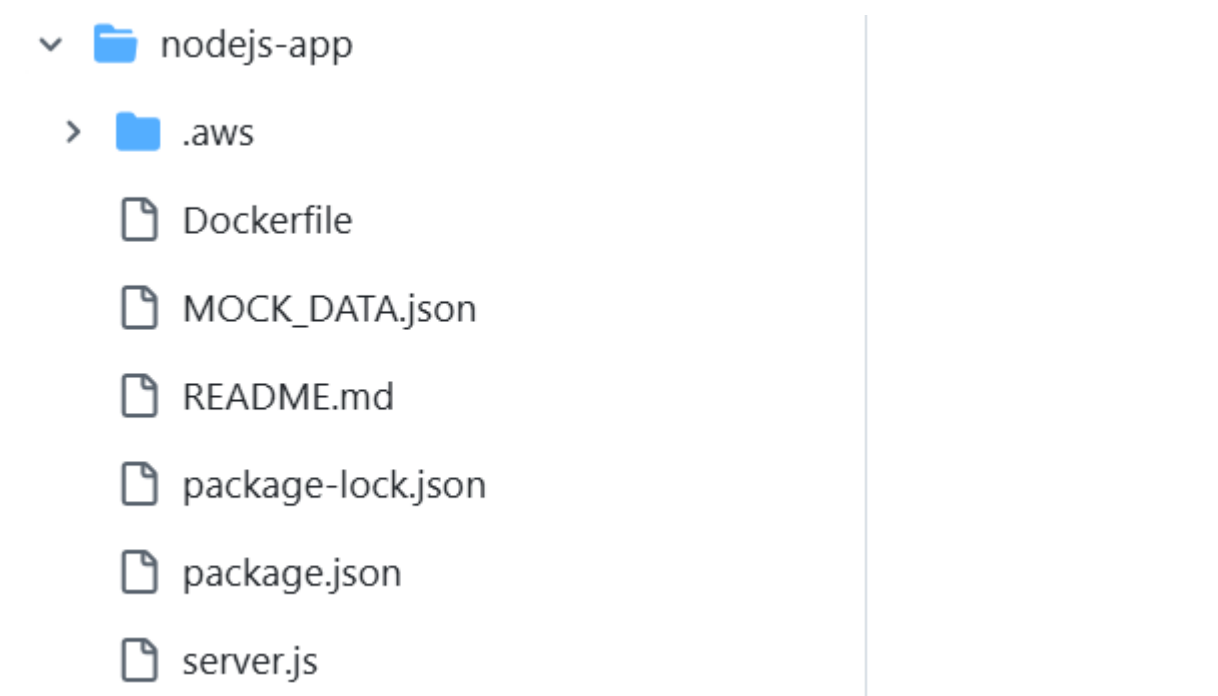 nodejs-app
.aws
Dockerfile
MOCK_DATA.json
README.md
package-lock.json
package.json
server.js